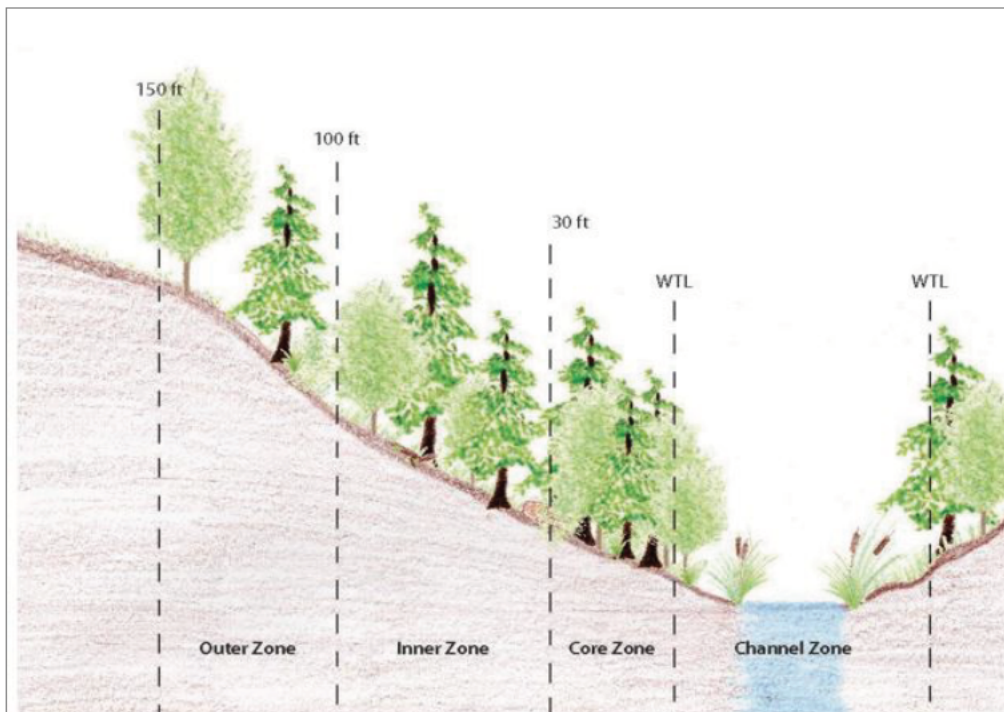 150 ft
100 ft
30 ft
WTL
WTL
Outer Zone
Inner Zone
Core Zone
Channel Zone